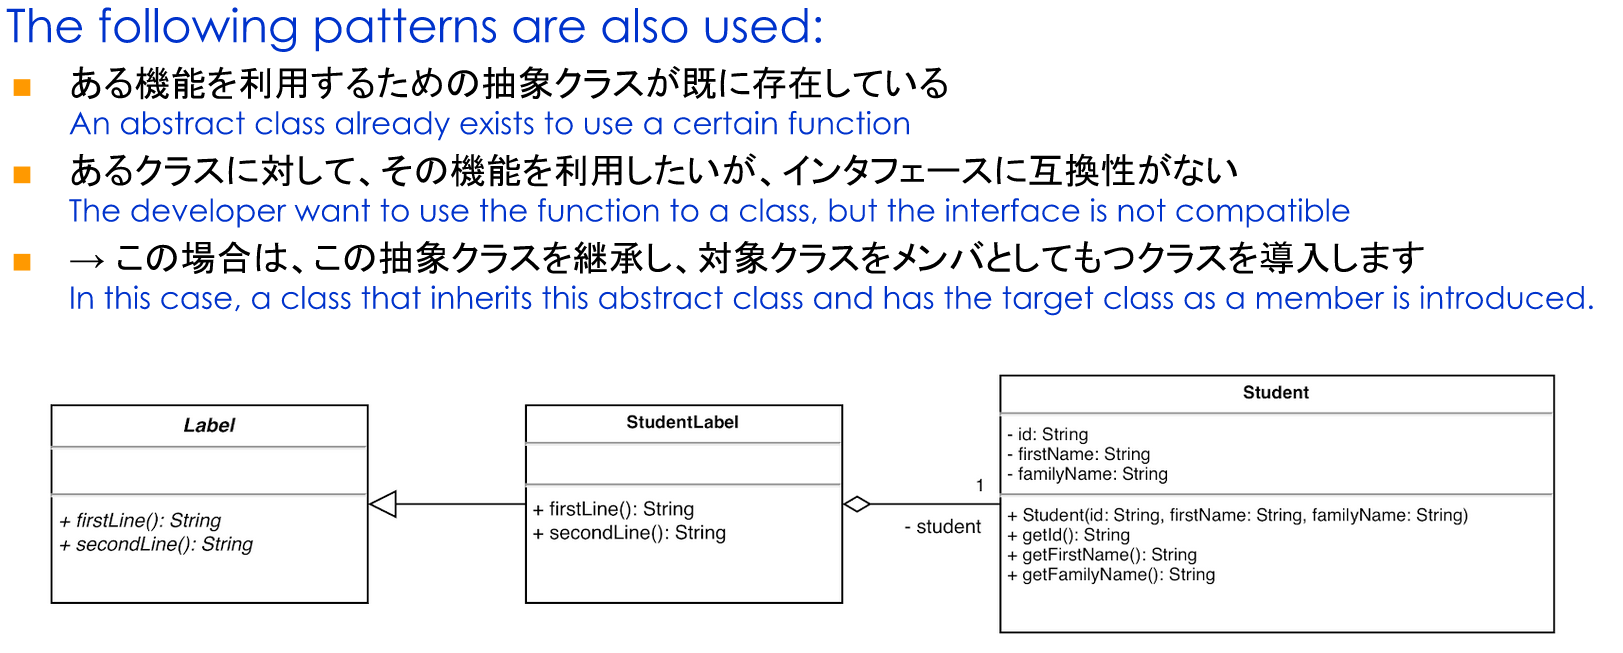 The following patterns are also used:
ある機能を利用するための抽象クラスが既に存在している
An abstract class already exists to use a certain function
あるクラスに対して、その機能を利用したいが、インタフェースに互換性がない
The developer want to use the function to a class, but the interface is not compatible
→ この場合は、この抽象クラスを継承し、対象クラスをメンバとしてもつクラスを導入します
In this case, a class that inherits this abstract class and has the target class as a member is introduced.
Label
+ firstLine(): String
+ secondLine(): String
StudentLabel
+ firstLine(): String
+ secondLine(): String
1
- student
Student
- id: String
- firstName: String
- familyName: String
+ Student(id: String, firstName: String, familyName: String)
+ getId(): String
+ getFirstName(): String
+ getFamilyName(): String